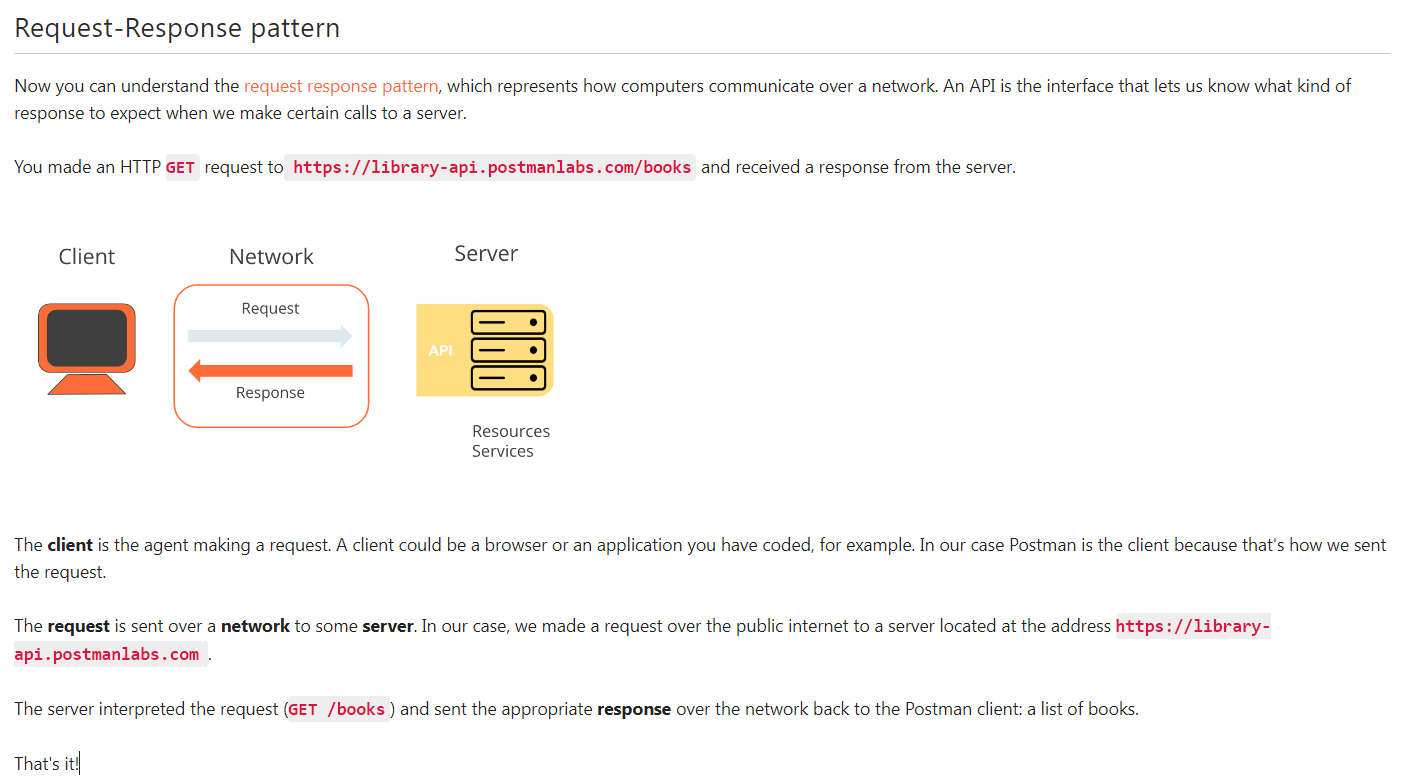 Request-Response pattern
Now you can understand the request response pattern, which represents how computers communicate over a network. An API is the interface that lets us know what kind of
response to expect when we make certain calls to a server.
You made an HTTP GET request to https://library-api.postmanlabs.com/books and received a response from the server.
Client
Network
Server
Request
API
Response
Resources
Services
The client is the agent making a request. A client could be a browser or an application you have coded, for example. In our case Postman is the client because that's how we sent
the request.
The request is sent over a network to some server. In our case, we made a request over the public internet to a server located at the address https://library-
api.postmanlabs.com .
The server interpreted the request (GET /books) and sent the appropriate response over the network back to the Postman client: a list of books.
That's it!